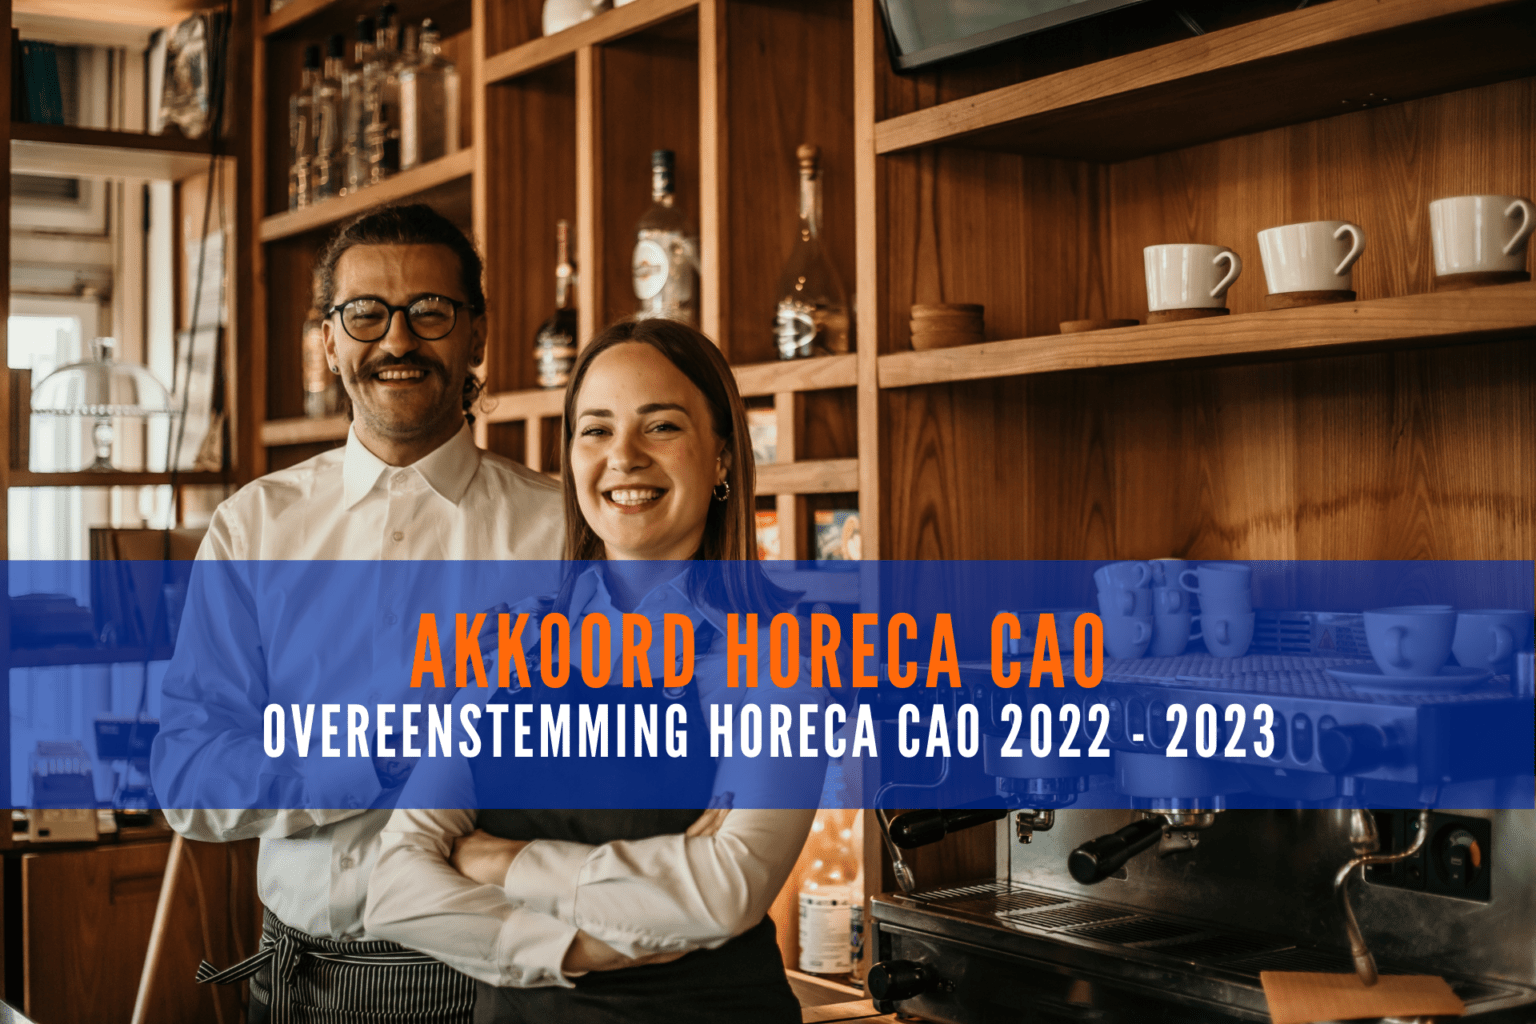 AKKOORD HORECA CAO
OVEREENSTEMMING HORECA CAO 2022 - 2023